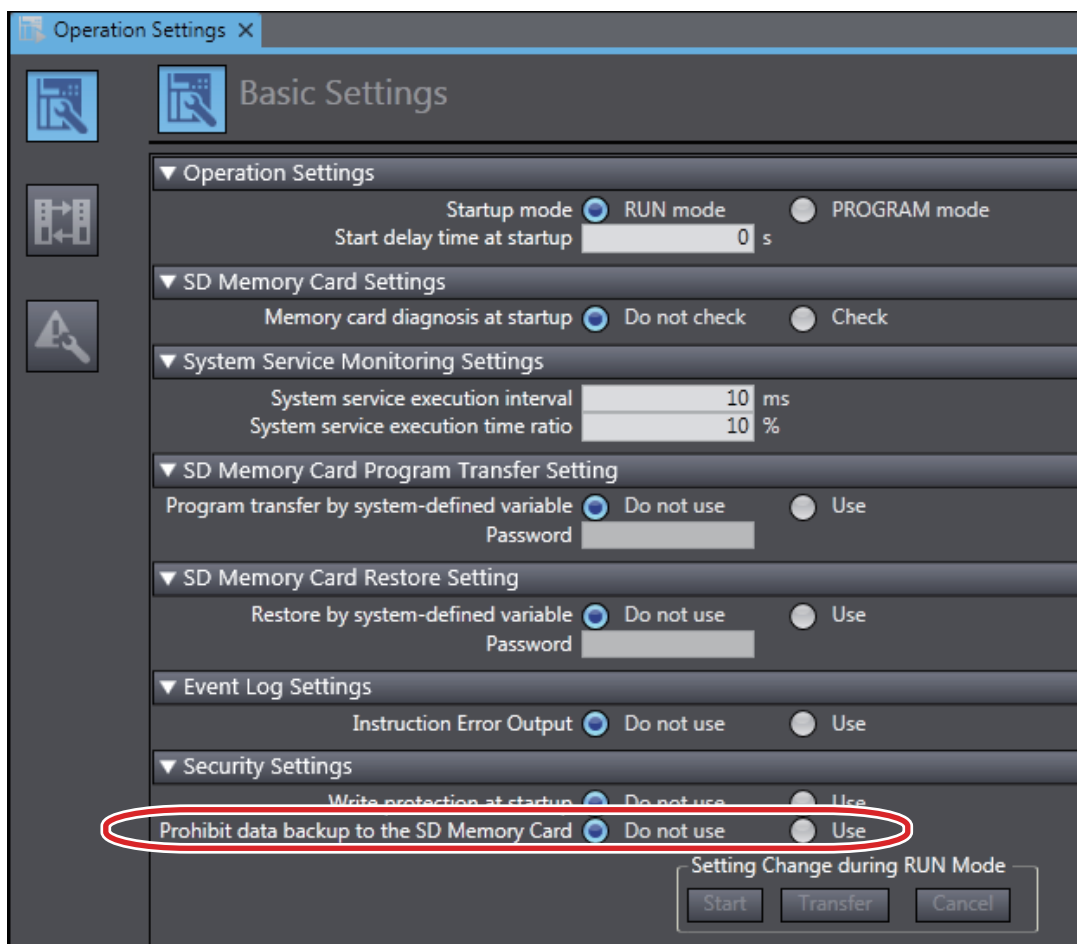 Operation Settings X
Basic Settings
▼ Operation Settings
Startup mode RUN mode PROGRAM mode
Start delay time at startup 0 s
▼ SD Memory Card Settings
Memory card diagnosis at startup Do not check Check
▼ System Service Monitoring Settings
System service execution interval 10 ms
System service execution time ratio 10 %
▼ SD Memory Card Program Transfer Setting
Program transfer by system-defined variable Do not use Use
Password
▼ SD Memory Card Restore Setting
Restore by system-defined variable Do not use Use
Password
▼ Event Log Settings
Instruction Error Output Do not use Use
▼ Security Settings
Write protection at startup Do not use Use
Prohibit data backup to the SD Memory Card Do not use Use
Setting Change during RUN Mode
Start Transfer Cancel